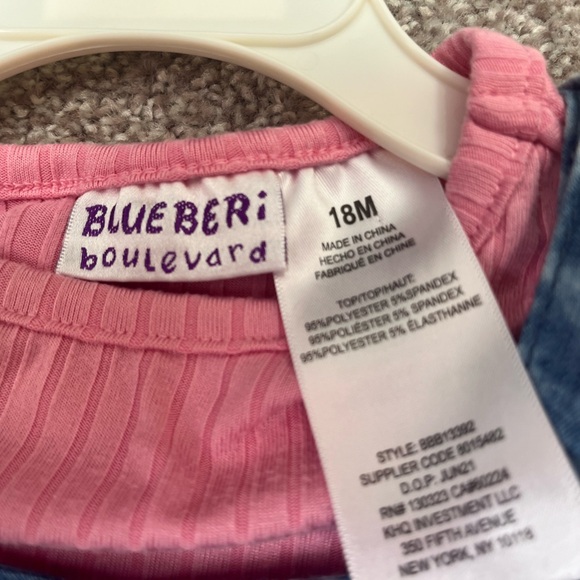 BLUEBERi
boulevard
18M
MADE IN CHINA
HECHO EN CHINA
FABRIQUÉ EN CHINE
TOP/TOP/HAUT:
95%POLYESTER 5%SPANDEX
95%POLIÉSTER 5% SPANDEX
95%POLYESTER 5% ÉLASTHANNE
STYLE: BBB13392
SUPPLIER CODE 8015482
D.O.P: JUN21
RN# 130323 CA#60224
KHQ INVESTMENT LLC
350 FIFTH AVENUE
NEW YORK, NY 10118